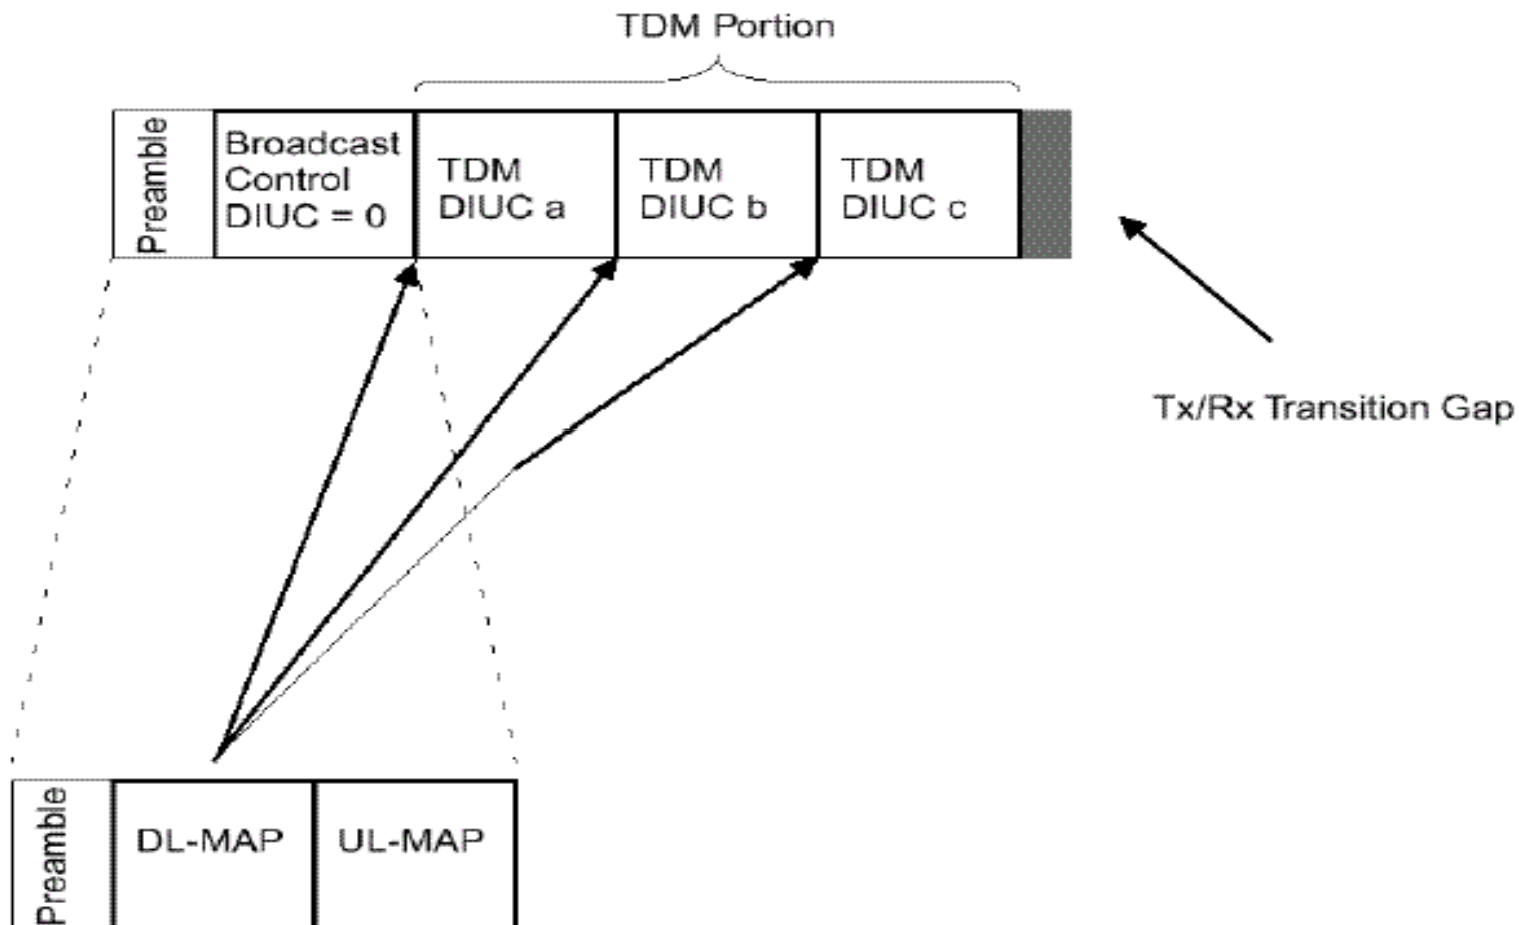 TDM Portion
Preamble
Broadcast
Control
DIUC = 0
TDM
DIUC a
TDM
DIUC b
TDM
DIUC c
Tx/Rx Transition Gap
Preamble
DL-MAP
UL-MAP